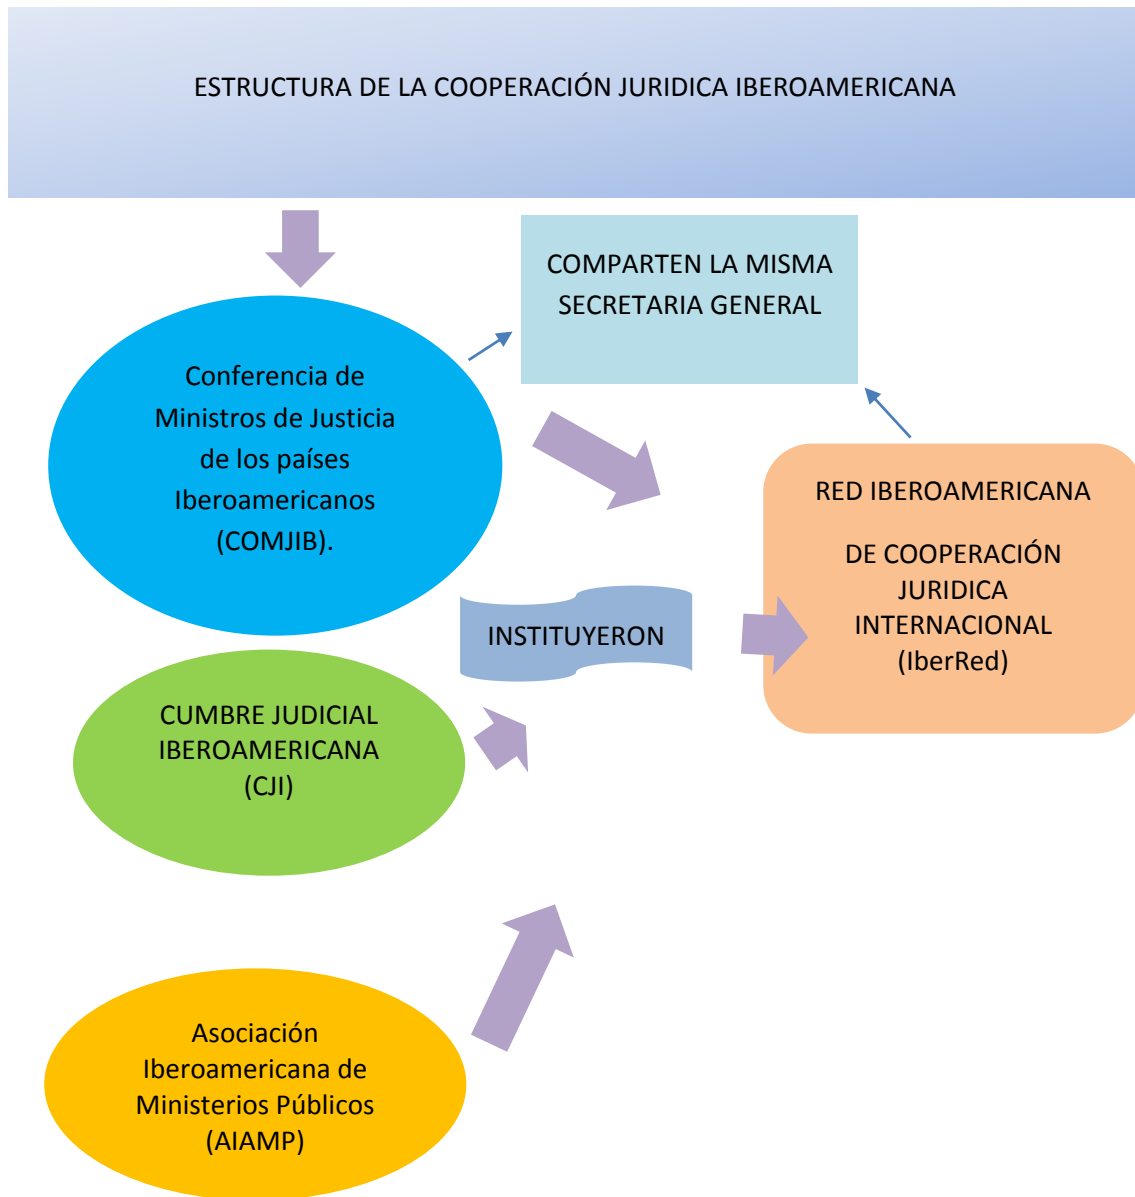 ESTRUCTURA DE LA COOPERACIÓN JURIDICA IBEROAMERICANA
COMPARTEN LA MISMA
SECRETARIA GENERAL
Conferencia de
Ministros de Justicia
de los países
Iberoamericanos
(COMJIB).
RED IBEROAMERICANA
DE COOPERACIÓN
JURIDICA
INTERNACIONAL
(IberRed)
INSTITUYERON
CUMBRE JUDICIAL
IBEROAMERICANA
(CJI)
Asociación
Iberoamericana de
Ministerios Públicos
(AIAMP)